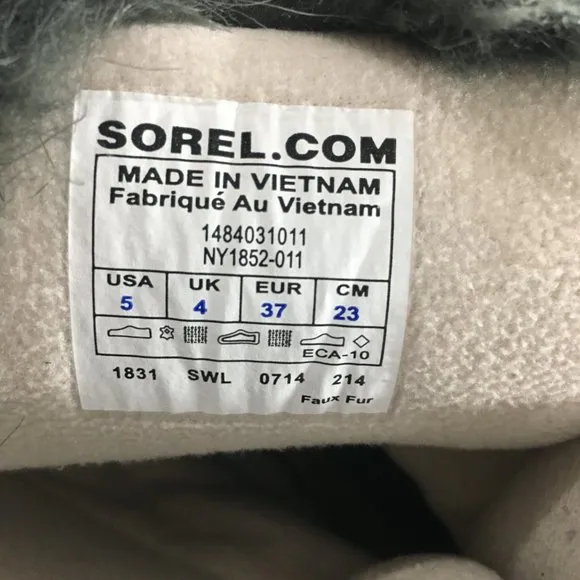 SOREL.COM
MADE IN VIETNAM
Fabriqué Au Vietnam
1484031011
NY1852-011
USA UK EUR CM
5 4 37 23
ECA-10
1831 SWL 0714 214
Faux Fur